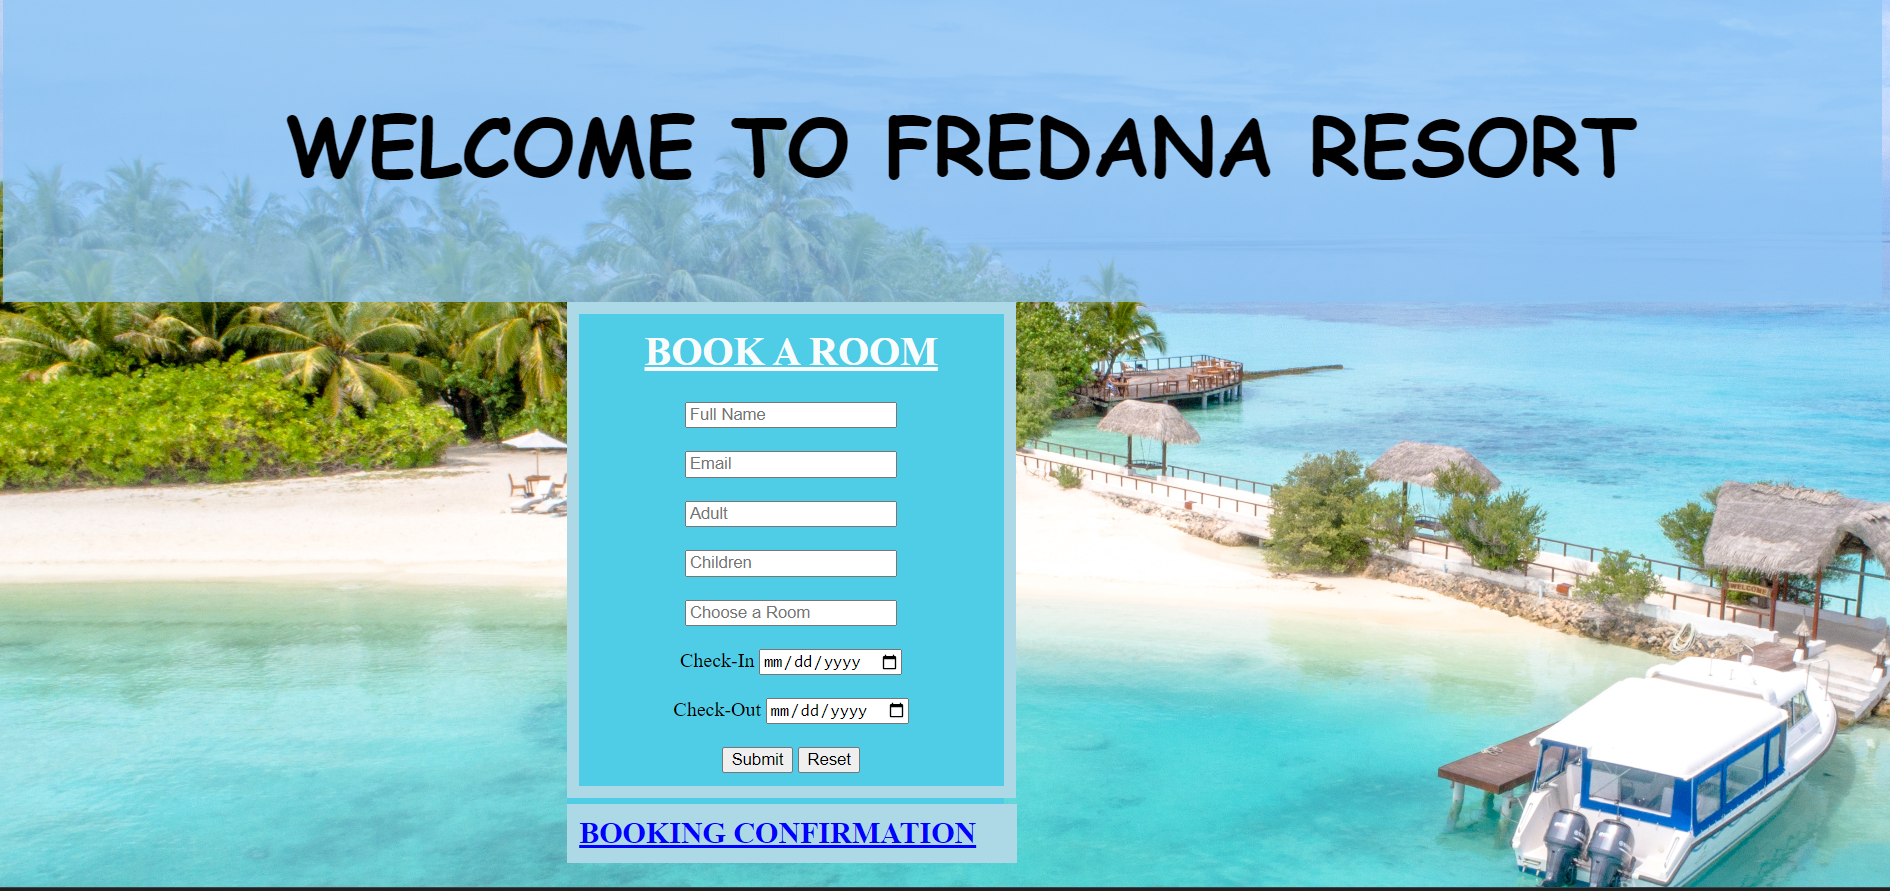 WELCOME TO FREDANA RESORT
BOOK A ROOM
Full Name
Email
Adult
Children
Choose a Room
Check-In mm/dd/yyyy
Check-Out mm/dd/yyyy
Submit Reset
WELCOME
BOOKING CONFIRMATION